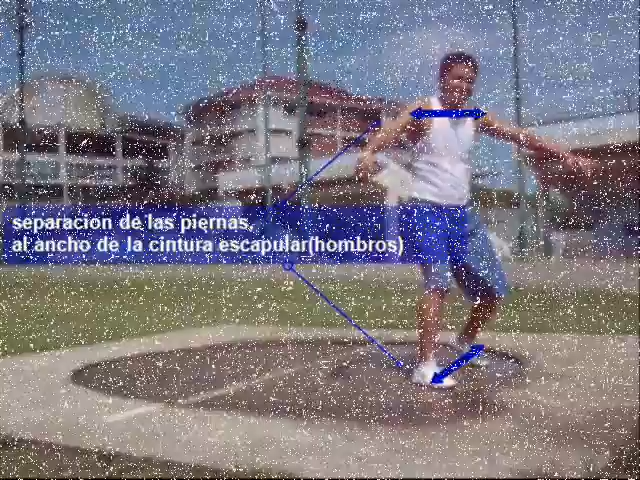 separacion de las piernas,
al ancho de la cintura escapular(hombros)